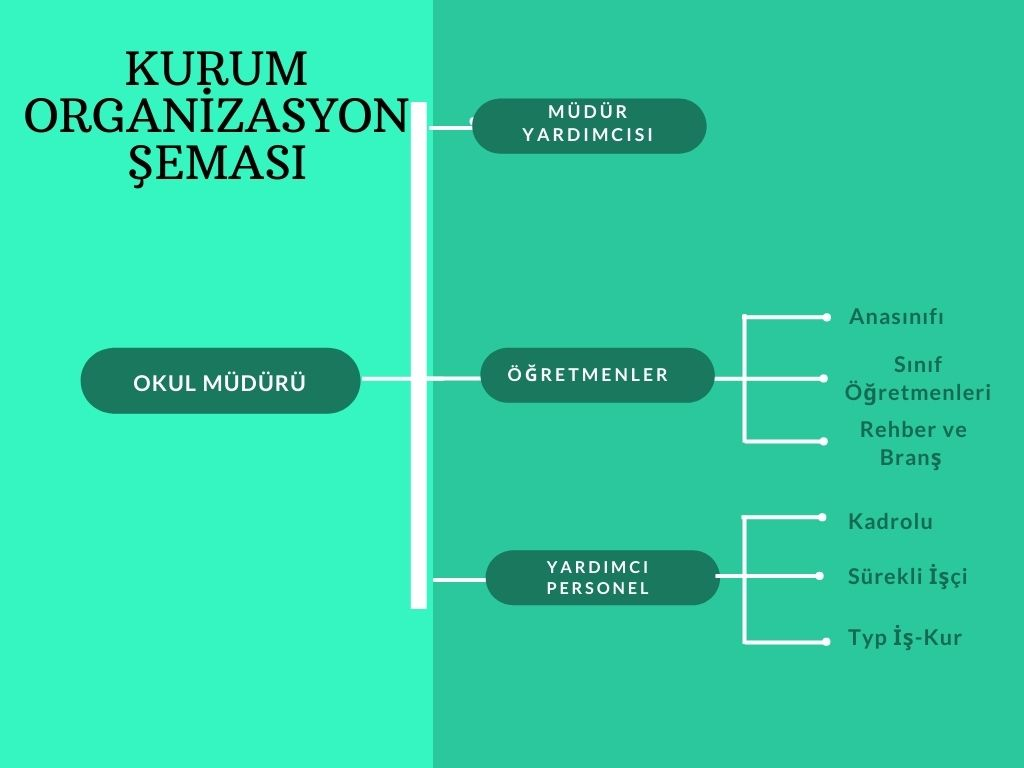 KURUM
ORGANİZASYON
ŞEMASI
MÜDÜR
YARDIMCISI
OKUL MÜDÜRÜ
ÖĞRETMENLER
Anasınıfı
Sınıf
Öğretmenleri
Rehber ve
Branş
YARDIMCI
PERSONEL
Kadrolu
Sürekli İşçi
Typ İş-Kur